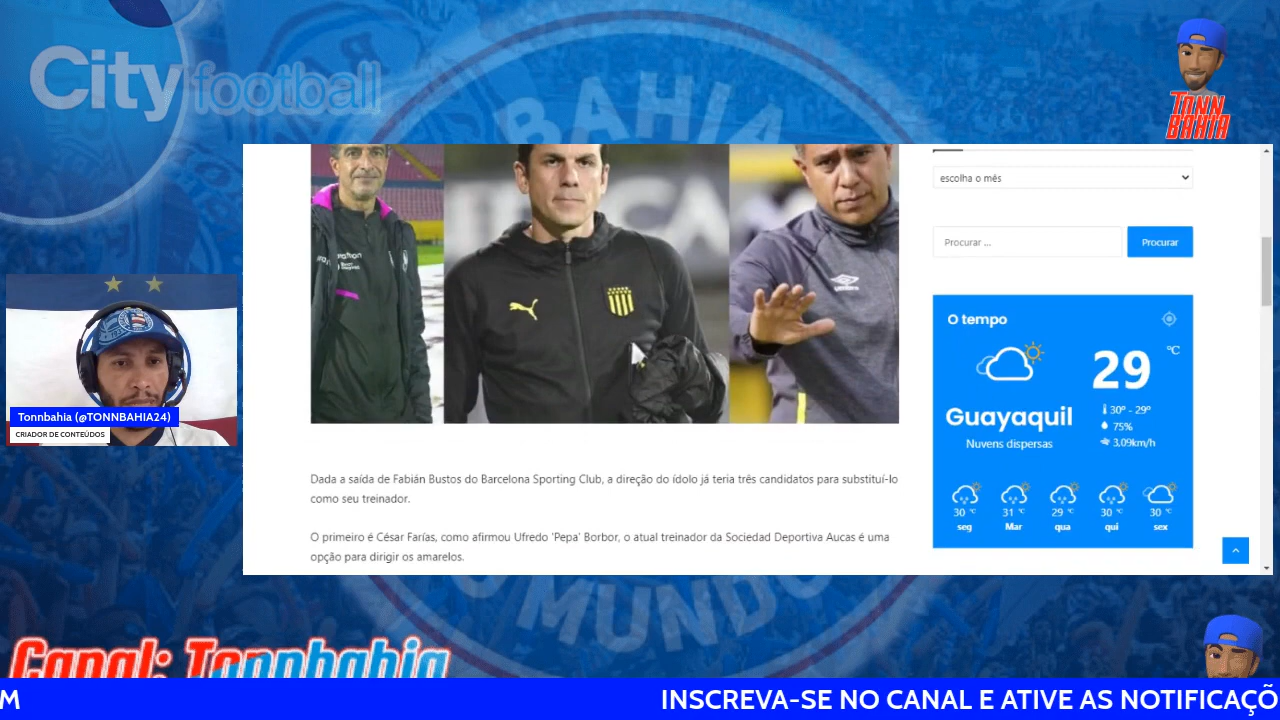 City football
BAHIA
TONN
BAHIA
escolha o mês
Procurar ...
Procurar
O tempo
29
°C
Guayaquil
Nuvens dispersas
30º - 29º
75%
3.09km/h
30 °C
31 °C
29 °C
30 °C
30 °C
seg
Mar
qua
qui
sex
Tonnbahia (@TONNBAHIA24)
CRIADOR DE CONTEÚDOS
Dada a saída de Fabián Bustos do Barcelona Sporting Club, a direção do ídolo já teria três candidatos para substituí-lo
como seu treinador.
O primeiro é César Farías, como afirmou Ufredo 'Pepa' Borbor, o atual treinador da Sociedad Deportiva Aucas é uma
opção para dirigir os amarelos.
MUNDO
Canal: Tonnbahia
M
INSCREVA-SE NO CANAL E ATIVE AS NOTIFICAÇÕ